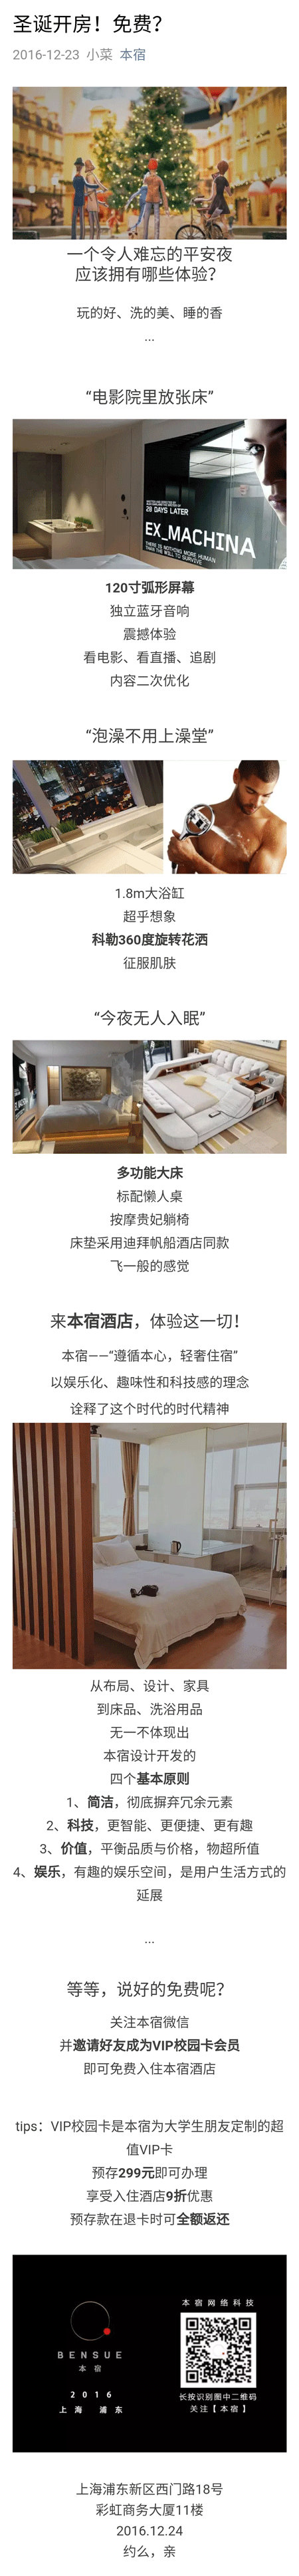 圣诞开房！免费？
2016-12-23 小菜 本宿
一个令人难忘的平安夜
应该拥有哪些体验？
玩的好、洗的美、睡的香
...
“电影院里放张床”
28 DAYS LATER
EX_MACHINA
THERE IS NOTHING MORE HUMAN
THAN THE WILL TO SURVIVE
120寸弧形屏幕
独立蓝牙音响
震撼体验
看电影、看直播、追剧
内容二次优化
“泡澡不用上澡堂”
1.8m大浴缸
超乎想象
科勒360度旋转花洒
征服肌肤
“今夜无人入眠”
多功能大床
标配懒人桌
按摩贵妃躺椅
床垫采用迪拜帆船酒店同款
飞一般的感觉
来本宿酒店，体验这一切！
本宿——“遵循本心，轻奢住宿”
以娱乐化、趣味性和科技感的理念
诠释了这个时代的时代精神
从布局、设计、家具
到床品、洗浴用品
无一不体现出
本宿设计开发的
四个基本原则
1、简洁，彻底摒弃冗余元素
2、科技，更智能、更便捷、更有趣
3、价值，平衡品质与价格，物超所值
4、娱乐，有趣的娱乐空间，是用户生活方式的
延展
...
等等，说好的免费呢？
关注本宿微信
并邀请好友成为VIP校园卡会员
即可免费入住本宿酒店
tips：VIP校园卡是本宿为大学生朋友定制的超
值VIP卡
预存299元即可办理
享受入住酒店9折优惠
预存款在退卡时可全额返还
BENSUE
本宿
2016
上海 浦东
本宿网络科技
长按识别图中二维码
关注【本宿】
上海浦东新区西门路18号
彩虹商务大厦11楼
2016.12.24
约么，亲